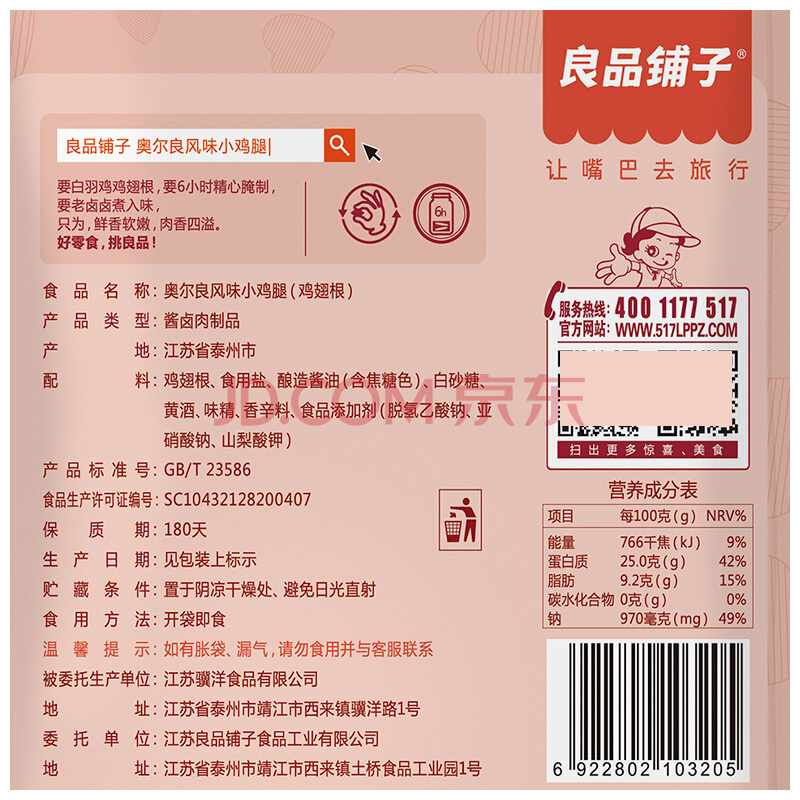 良品铺子®
让嘴巴去旅行
良品铺子 奥尔良风味小鸡腿
要白羽鸡鸡翅根，要6小时精心腌制，
要老卤卤煮入味，
只为，鲜香软嫩，肉香四溢。
好零食，挑良品！
6h
食品名称：奥尔良风味小鸡腿(鸡翅根)
产品类型：酱卤肉制品
产地：江苏省泰州市
配料：鸡翅根、食用盐、酿造酱油(含焦糖色)、白砂糖、
黄酒、味精、香辛料、食品添加剂(脱氢乙酸钠、亚
硝酸钠、山梨酸钾)
产品标准号：GB/T 23586
食品生产许可证编号：SC10432128200407
保质期：180天
生产日期：见包装上标示
贮藏条件：置于阴凉干燥处、避免日光直射
食用方法：开袋即食
温馨提示：如有胀袋、漏气，请勿食用并与客服联系
被委托生产单位：江苏骥洋食品有限公司
地址：江苏省泰州市靖江市西来镇骥洋路1号
委托单位：江苏良品铺子食品工业有限公司
地址：江苏省泰州市靖江市西来镇土桥食品工业园1号
服务热线：400 1177 517
官方网站：WWW.517LPPZ.COM
扫出更多惊喜、美食
营养成分表
项目 每100克(g) NRV%
能量 766千焦(kJ) 9%
蛋白质 25.0克(g) 42%
脂肪 9.2克(g) 15%
碳水化合物 0克(g) 0%
钠 970毫克(mg) 49%
6 922802 103205
JD.COM 京东